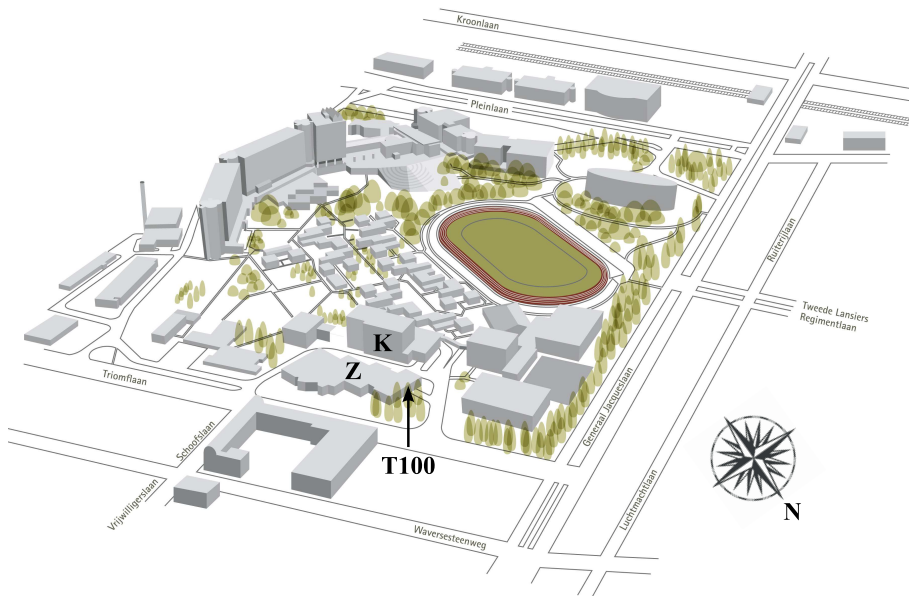 Kroonlaan
Pleinlaan
Ruiterijlaan
Tweede Lansiers
Regimentlaan
K
Z
Triomflaan
Generaal Jacqueslaan
Schoofslaan
T100
Luchtmachtlaan
Vrijwilligerslaan
Waversesteenweg
N